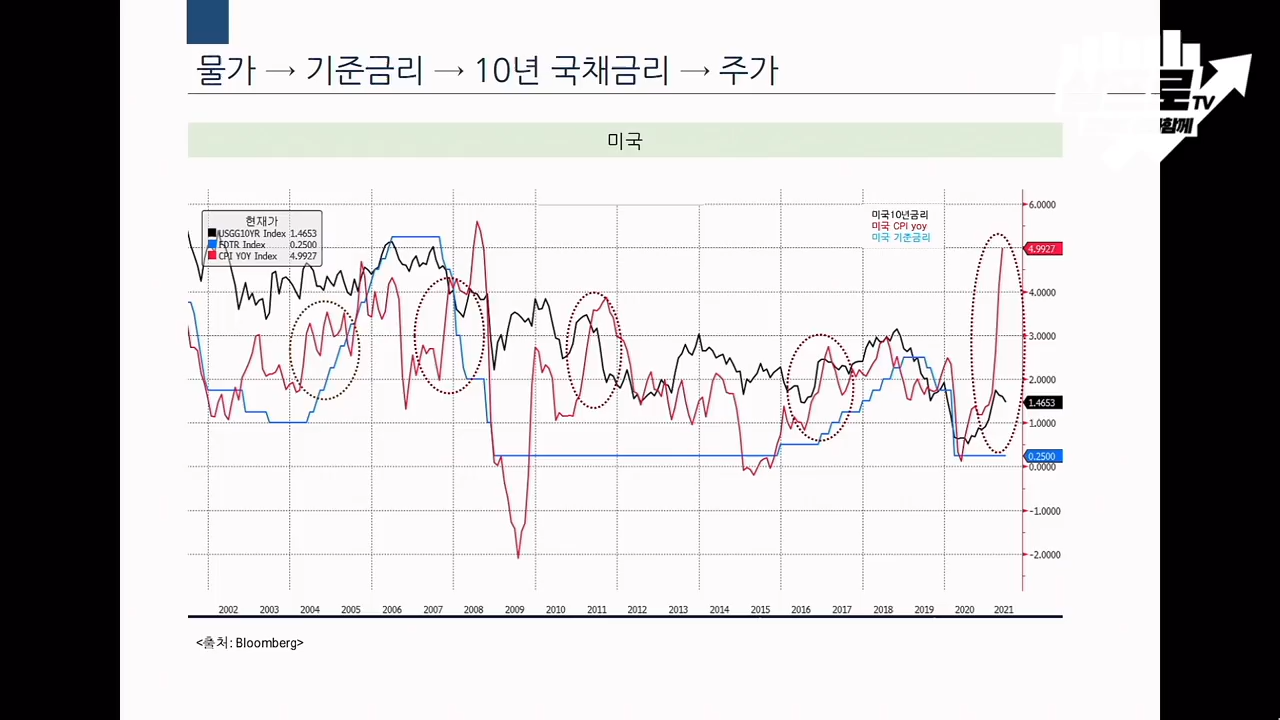 물가 → 기준금리 → 10년 국채금리 → 주가
로TV
함께
미국
현재가
USGG10YR Index 1.4653
FDTR Index 0.2500
CPI YOY Index 4.9927
미국10년금리
미국 CPI yoy
미국 기준금리
6.0000
4.9927
4.0000
3.0000
2.0000
1.4653
1.0000
0.2500
0.0000
-1.0000
-2.0000
2002 2003 2004 2005 2006 2007 2008 2009 2010 2011 2012 2013 2014 2015 2016 2017 2018 2019 2020 2021
<출처: Bloomberg>